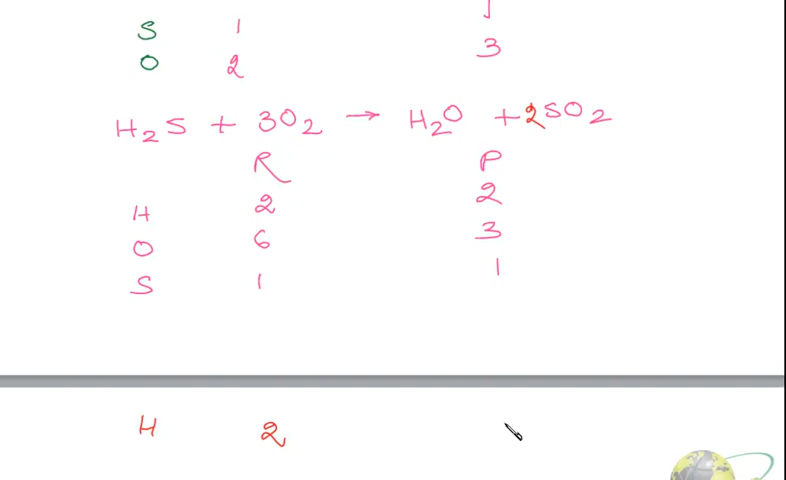 S 1 1
O 2 3
H₂S + 3O₂ → H₂O + 2SO₂
R P
H 2 2
O 6 3
S 1 1
H 2